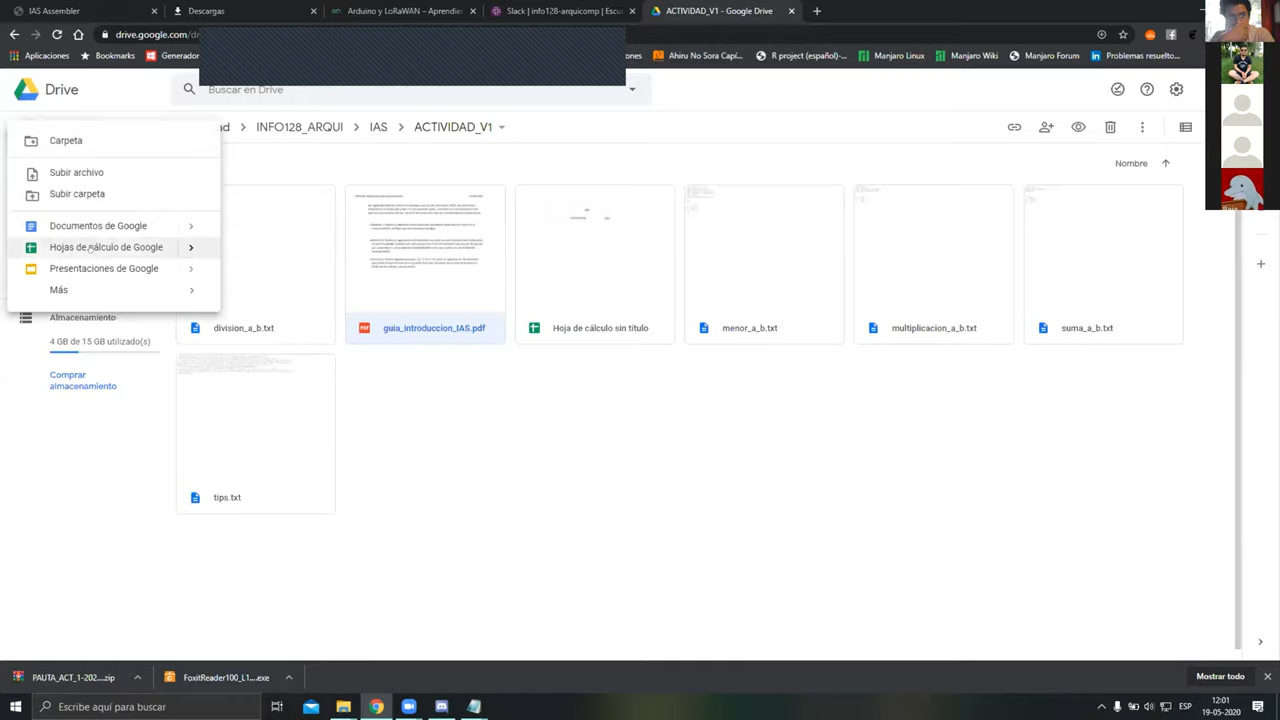 IAS Assembler
Descargas
Arduino y LoRaWAN – Aprendien
Slack | info128-arquicomp | Escue
ACTIVIDAD_V1 - Google Drive
drive.google.com/dr
Aplicaciones
Bookmarks
Generador
ciones
Ahiru No Sora Capí...
R project (español)-...
Manjaro Linux
Manjaro Wiki
Manjaro Forum
Problemas resuelto...
Drive
Buscar en Drive
ad
INFO128_ARQUI
IAS
ACTIVIDAD_V1
Nombre
Carpeta
Subir archivo
Subir carpeta
Documentos de Google
Hojas de cálculo de Google
Presentaciones de Google
Más
Almacenamiento
4 GB de 15 GB utilizado(s)
Comprar
almacenamiento
division_a_b.txt
guia_introduccion_IAS.pdf
Hoja de cálculo sin título
menor_a_b.txt
multiplicacion_a_b.txt
suma_a_b.txt
tips.txt
PAUTA_ACT_1-202....zip
FoxitReader100_L1....exe
Mostrar todo
Escribe aquí para buscar
ESP
12:01
19-05-2020